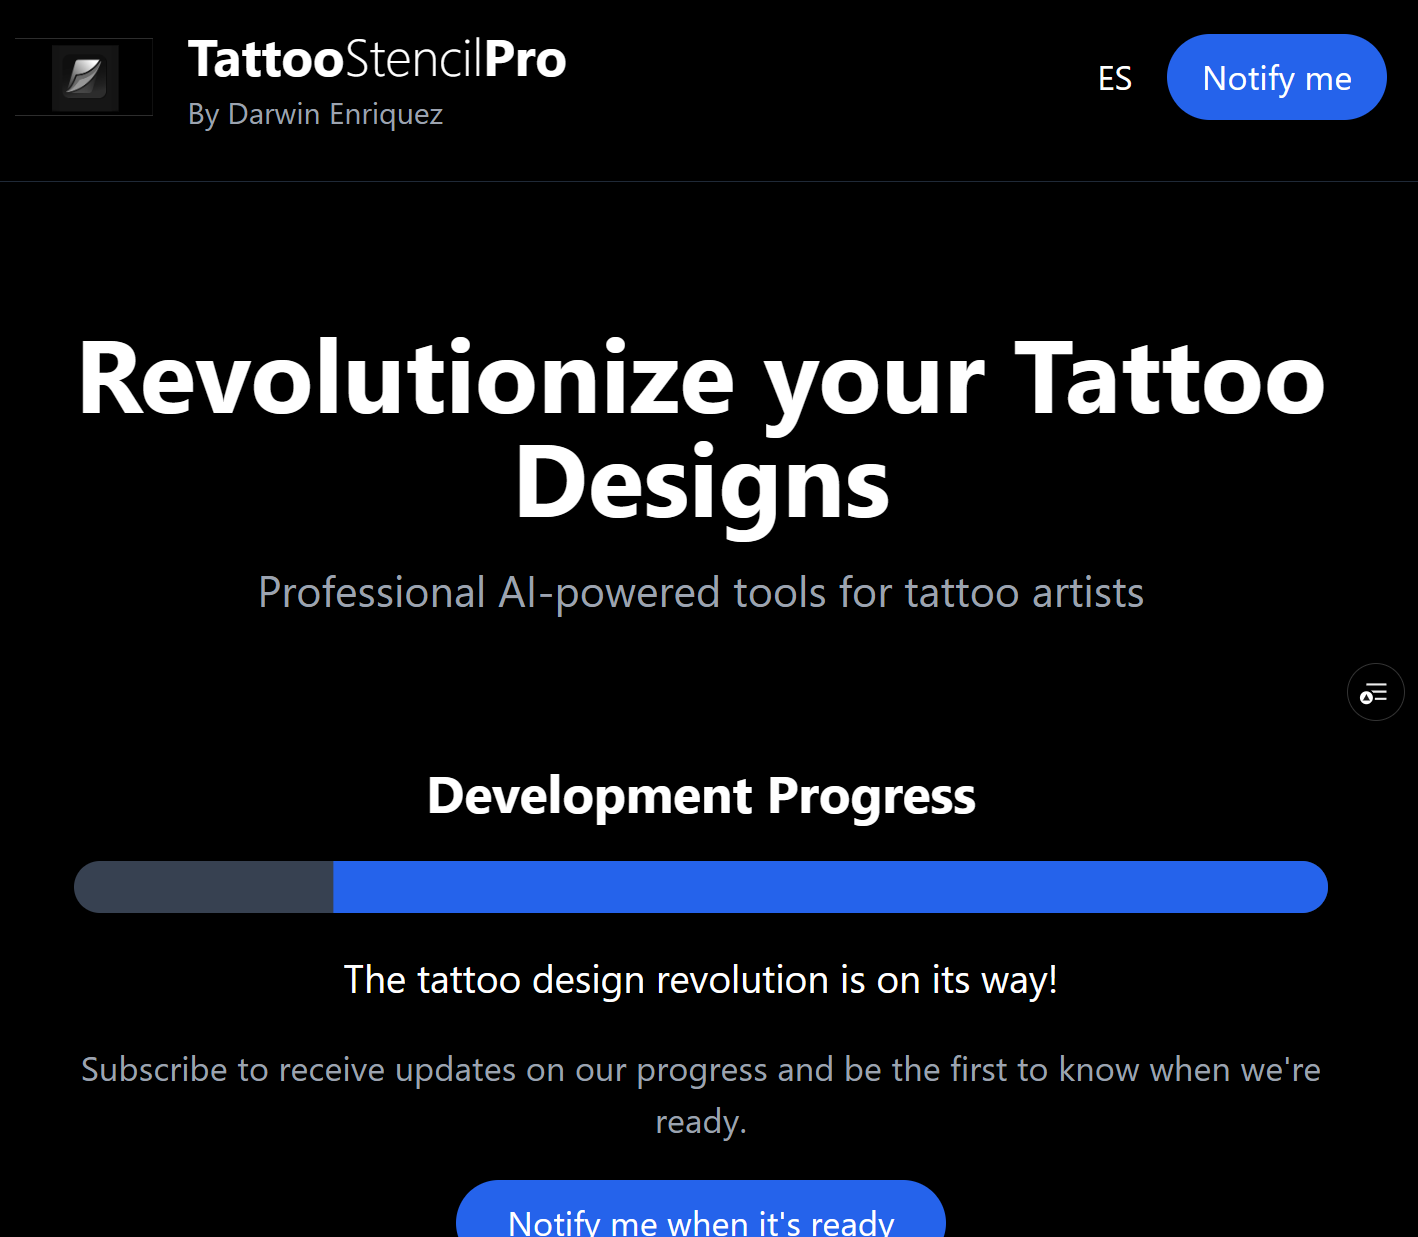 TattooStencilPro
By Darwin Enriquez
ES
Notify me
Revolutionize your Tattoo
Designs
Professional AI-powered tools for tattoo artists
Development Progress
The tattoo design revolution is on its way!
Subscribe to receive updates on our progress and be the first to know when we're
ready.
Notify me when it's ready